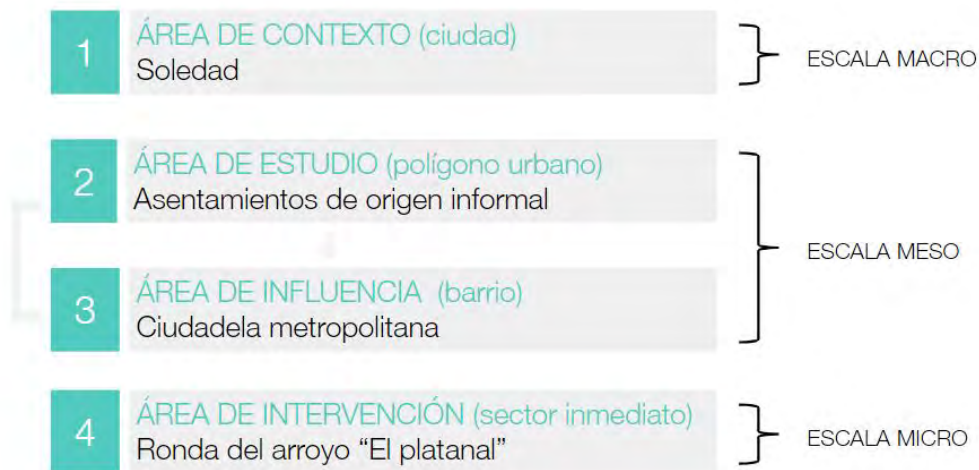 1
ÁREA DE CONTEXTO (ciudad)
Soledad
ESCALA MACRO
2
ÁREA DE ESTUDIO (polígono urbano)
Asentamientos de origen informal
3
ÁREA DE INFLUENCIA (barrio)
Ciudadela metropolitana
ESCALA MESO
4
ÁREA DE INTERVENCIÓN (sector inmediato)
Ronda del arroyo “El platanal”
ESCALA MICRO